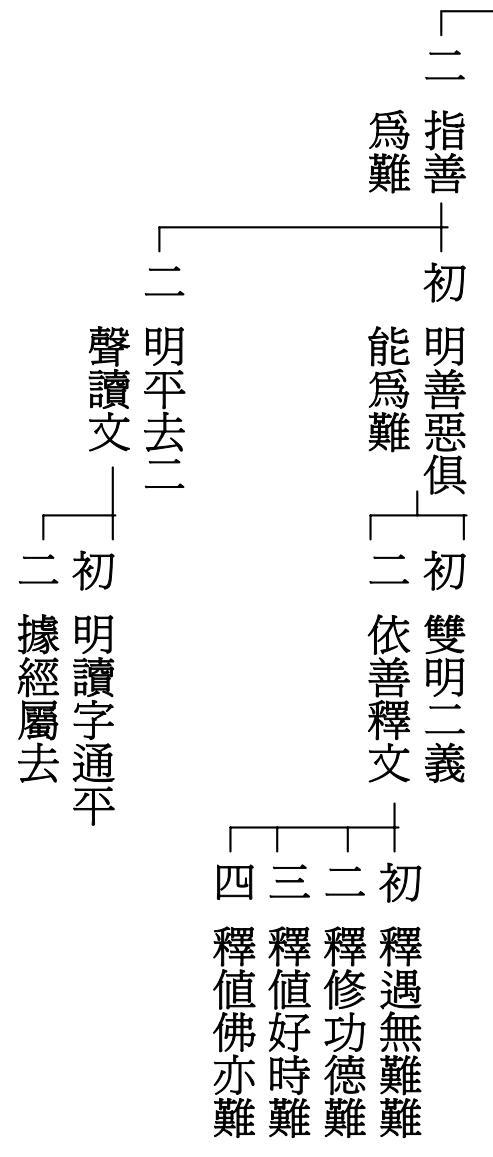 二 指善
爲難
初 明善惡俱
能爲難
初 雙明二義
二 依善釋文
初 釋遇無難難
二 釋修功德難
三 釋值好時難
四 釋值佛亦難
二 明平去二
聲讀文
初 明讀字通平
二 據經屬去